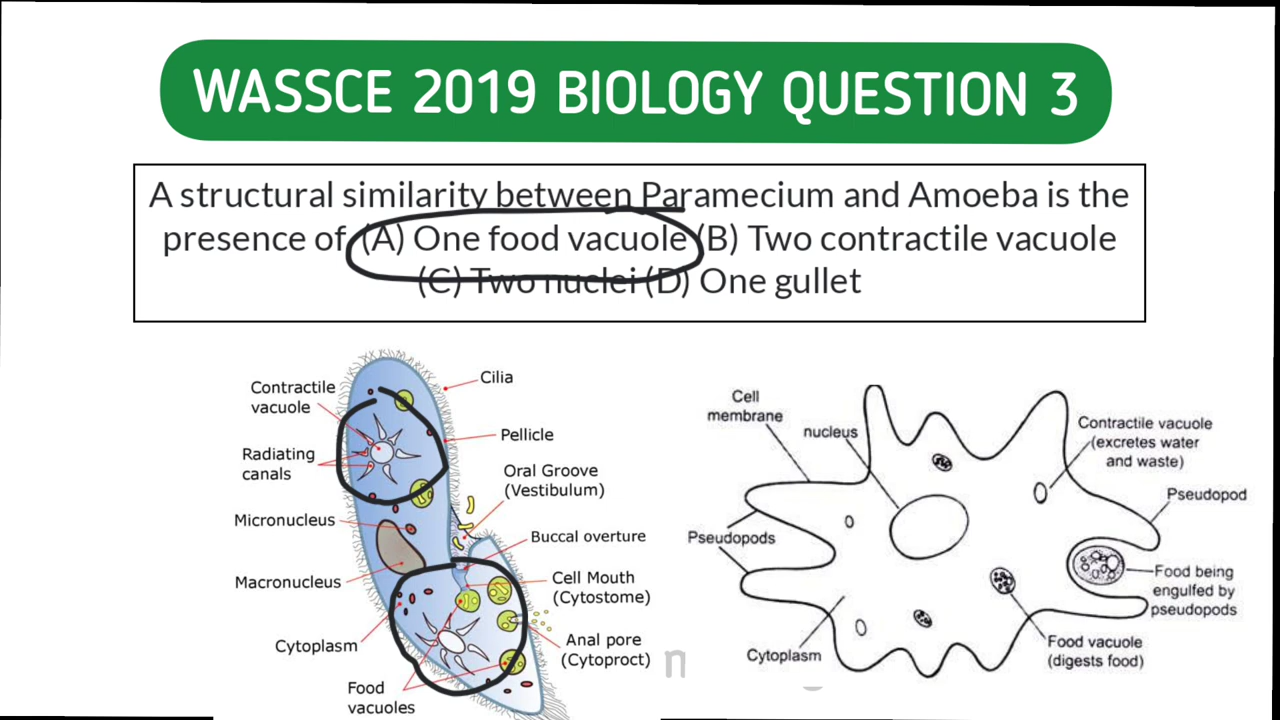 WASSCE 2019 BIOLOGY QUESTION 3
A structural similarity between Paramecium and Amoeba is the
presence of (A) One food vacuole (B) Two contractile vacuole
(C) Two nuclei (D) One gullet
Contractile
vacuole
Radiating
canals
Micronucleus
Macronucleus
Cytoplasm
Food
vacuoles
Cilia
Pellicle
Oral Groove
(Vestibulum)
Buccal overture
Cell Mouth
(Cytostome)
Anal pore
(Cytoproct)
Cell
membrane
nucleus
Contractile vacuole
(excretes water
and waste)
Pseudopod
Pseudopods
Food being
engulfed by
pseudopods
Food vacuole
(digests food)
Cytoplasm